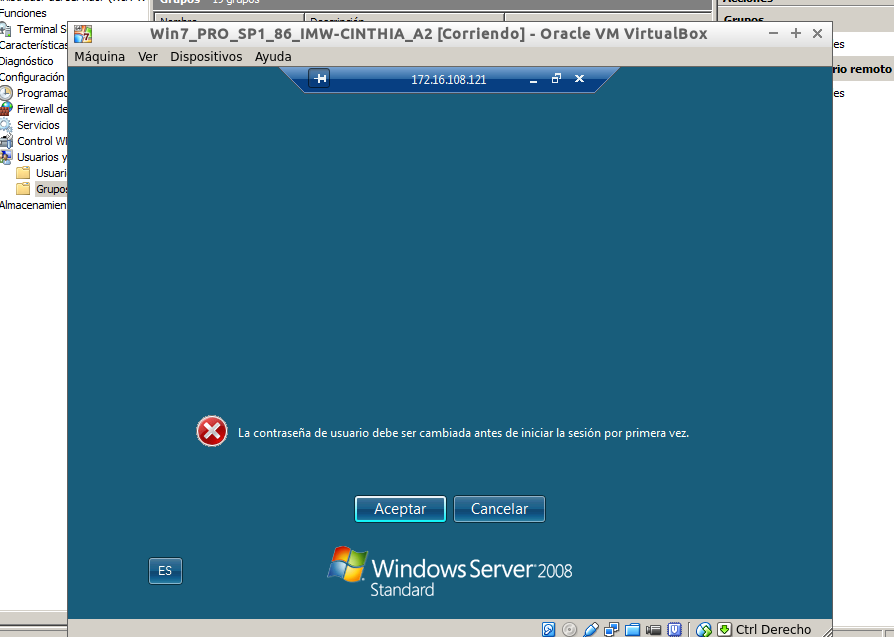 Grupos 19 grupos
Acciones
Funciones
Nombre Descripción
Grupos
Terminal S
Win7_PRO_SP1_86_IMW-CINTHIA_A2 [Corriendo] - Oracle VM VirtualBox
Características
es
Máquina Ver Dispositivos Ayuda
Diagnóstico
rio remoto
Configuración
172.16.108.121
Programad
es
Firewall de
Servicios
Control WM
Usuarios y
Usuari
Grupos
Almacenamien
La contraseña de usuario debe ser cambiada antes de iniciar la sesión por primera vez.
Aceptar Cancelar
ES
Windows Server 2008
Standard
Ctrl Derecho